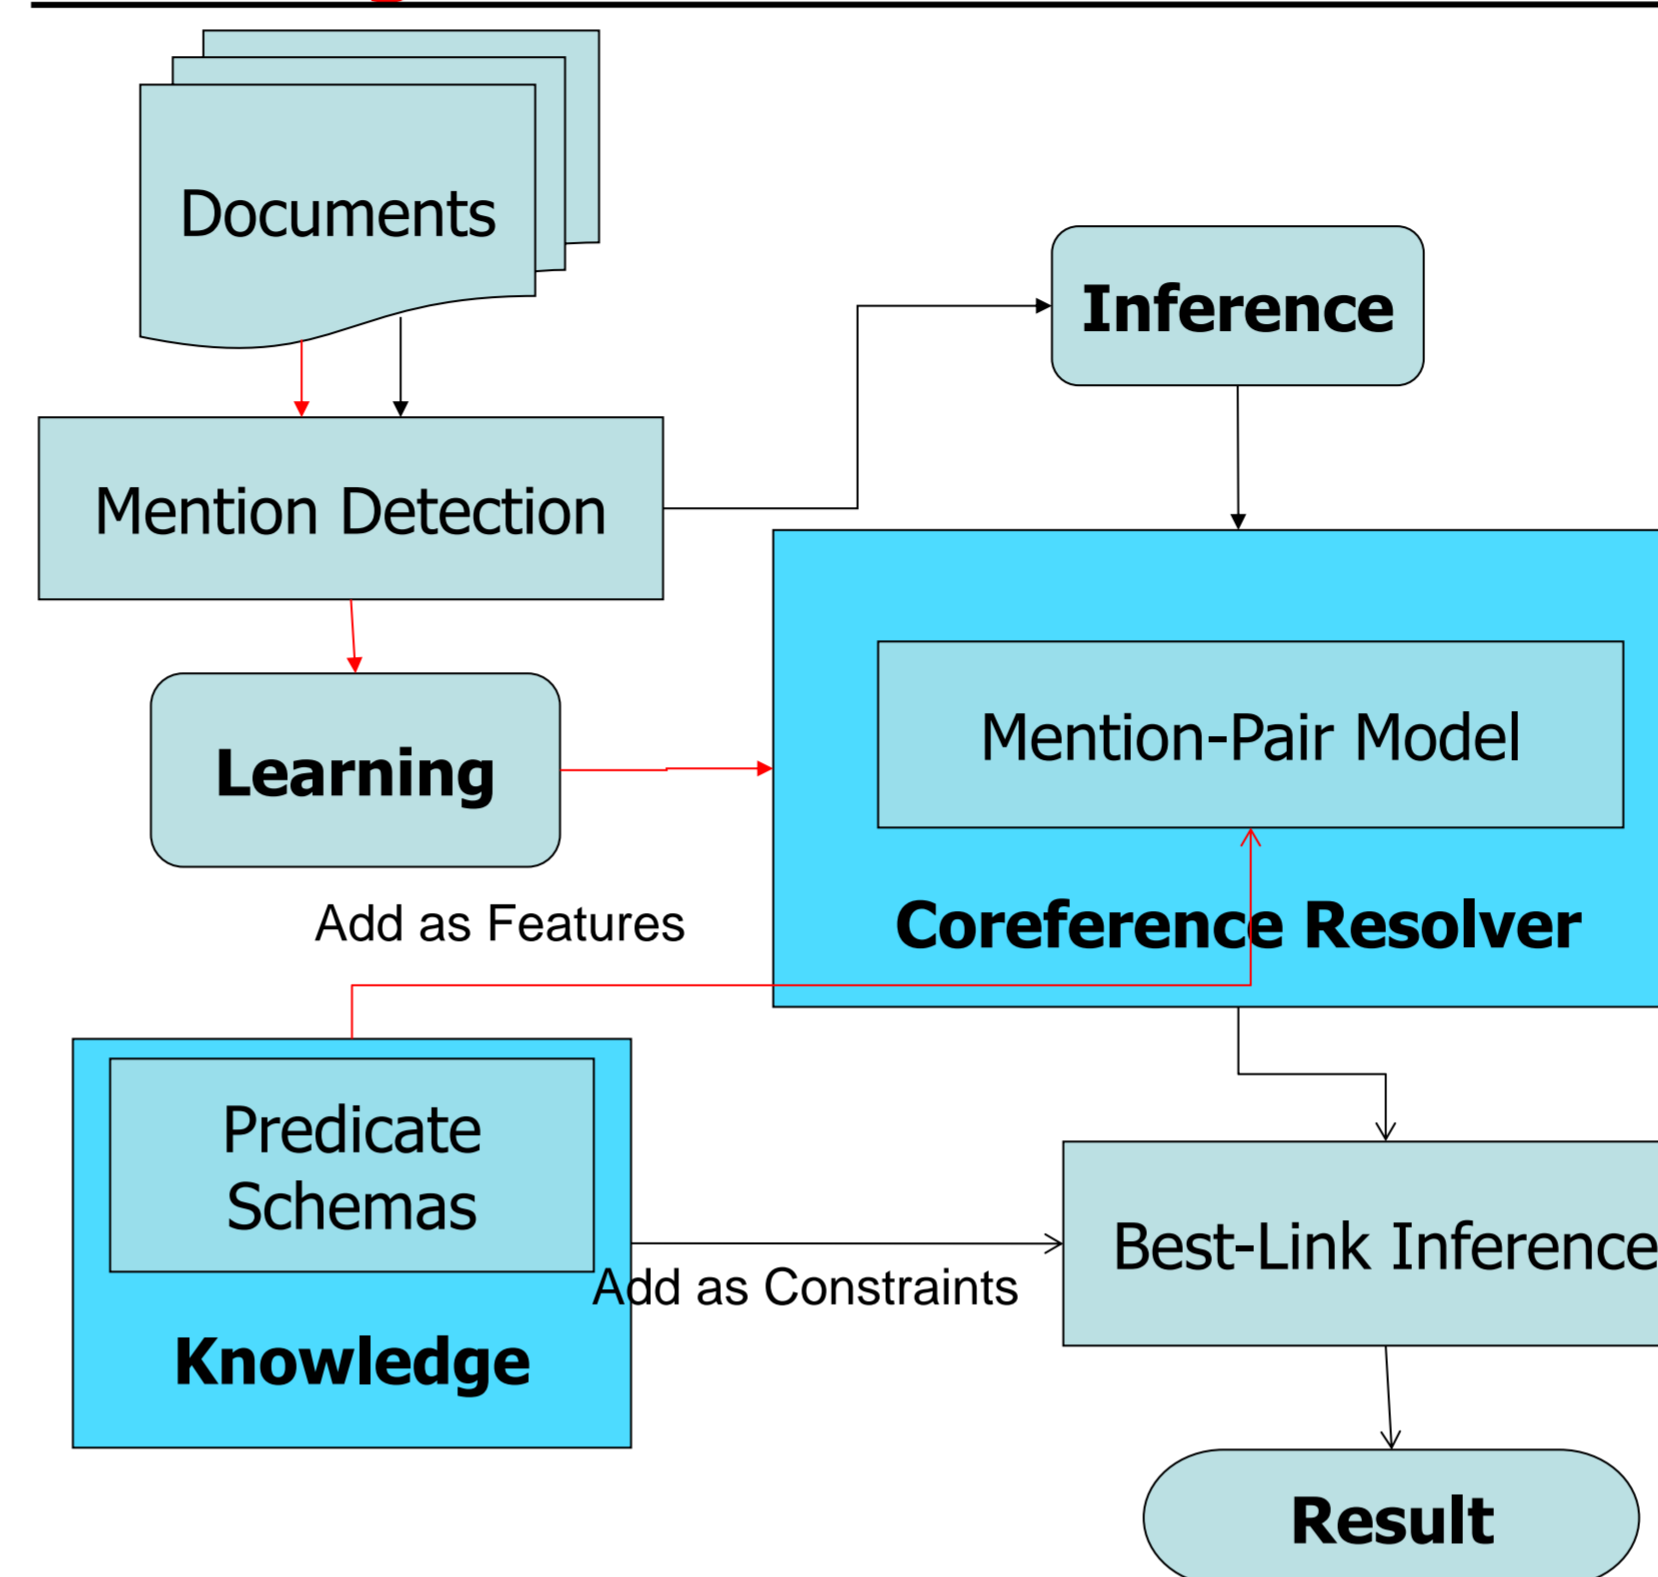 Documents
Inference
Mention Detection
Mention-Pair Model
Learning
Add as Features
Coreference Resolver
Predicate
Schemas
Best-Link Inference
Add as Constraints
Knowledge
Result